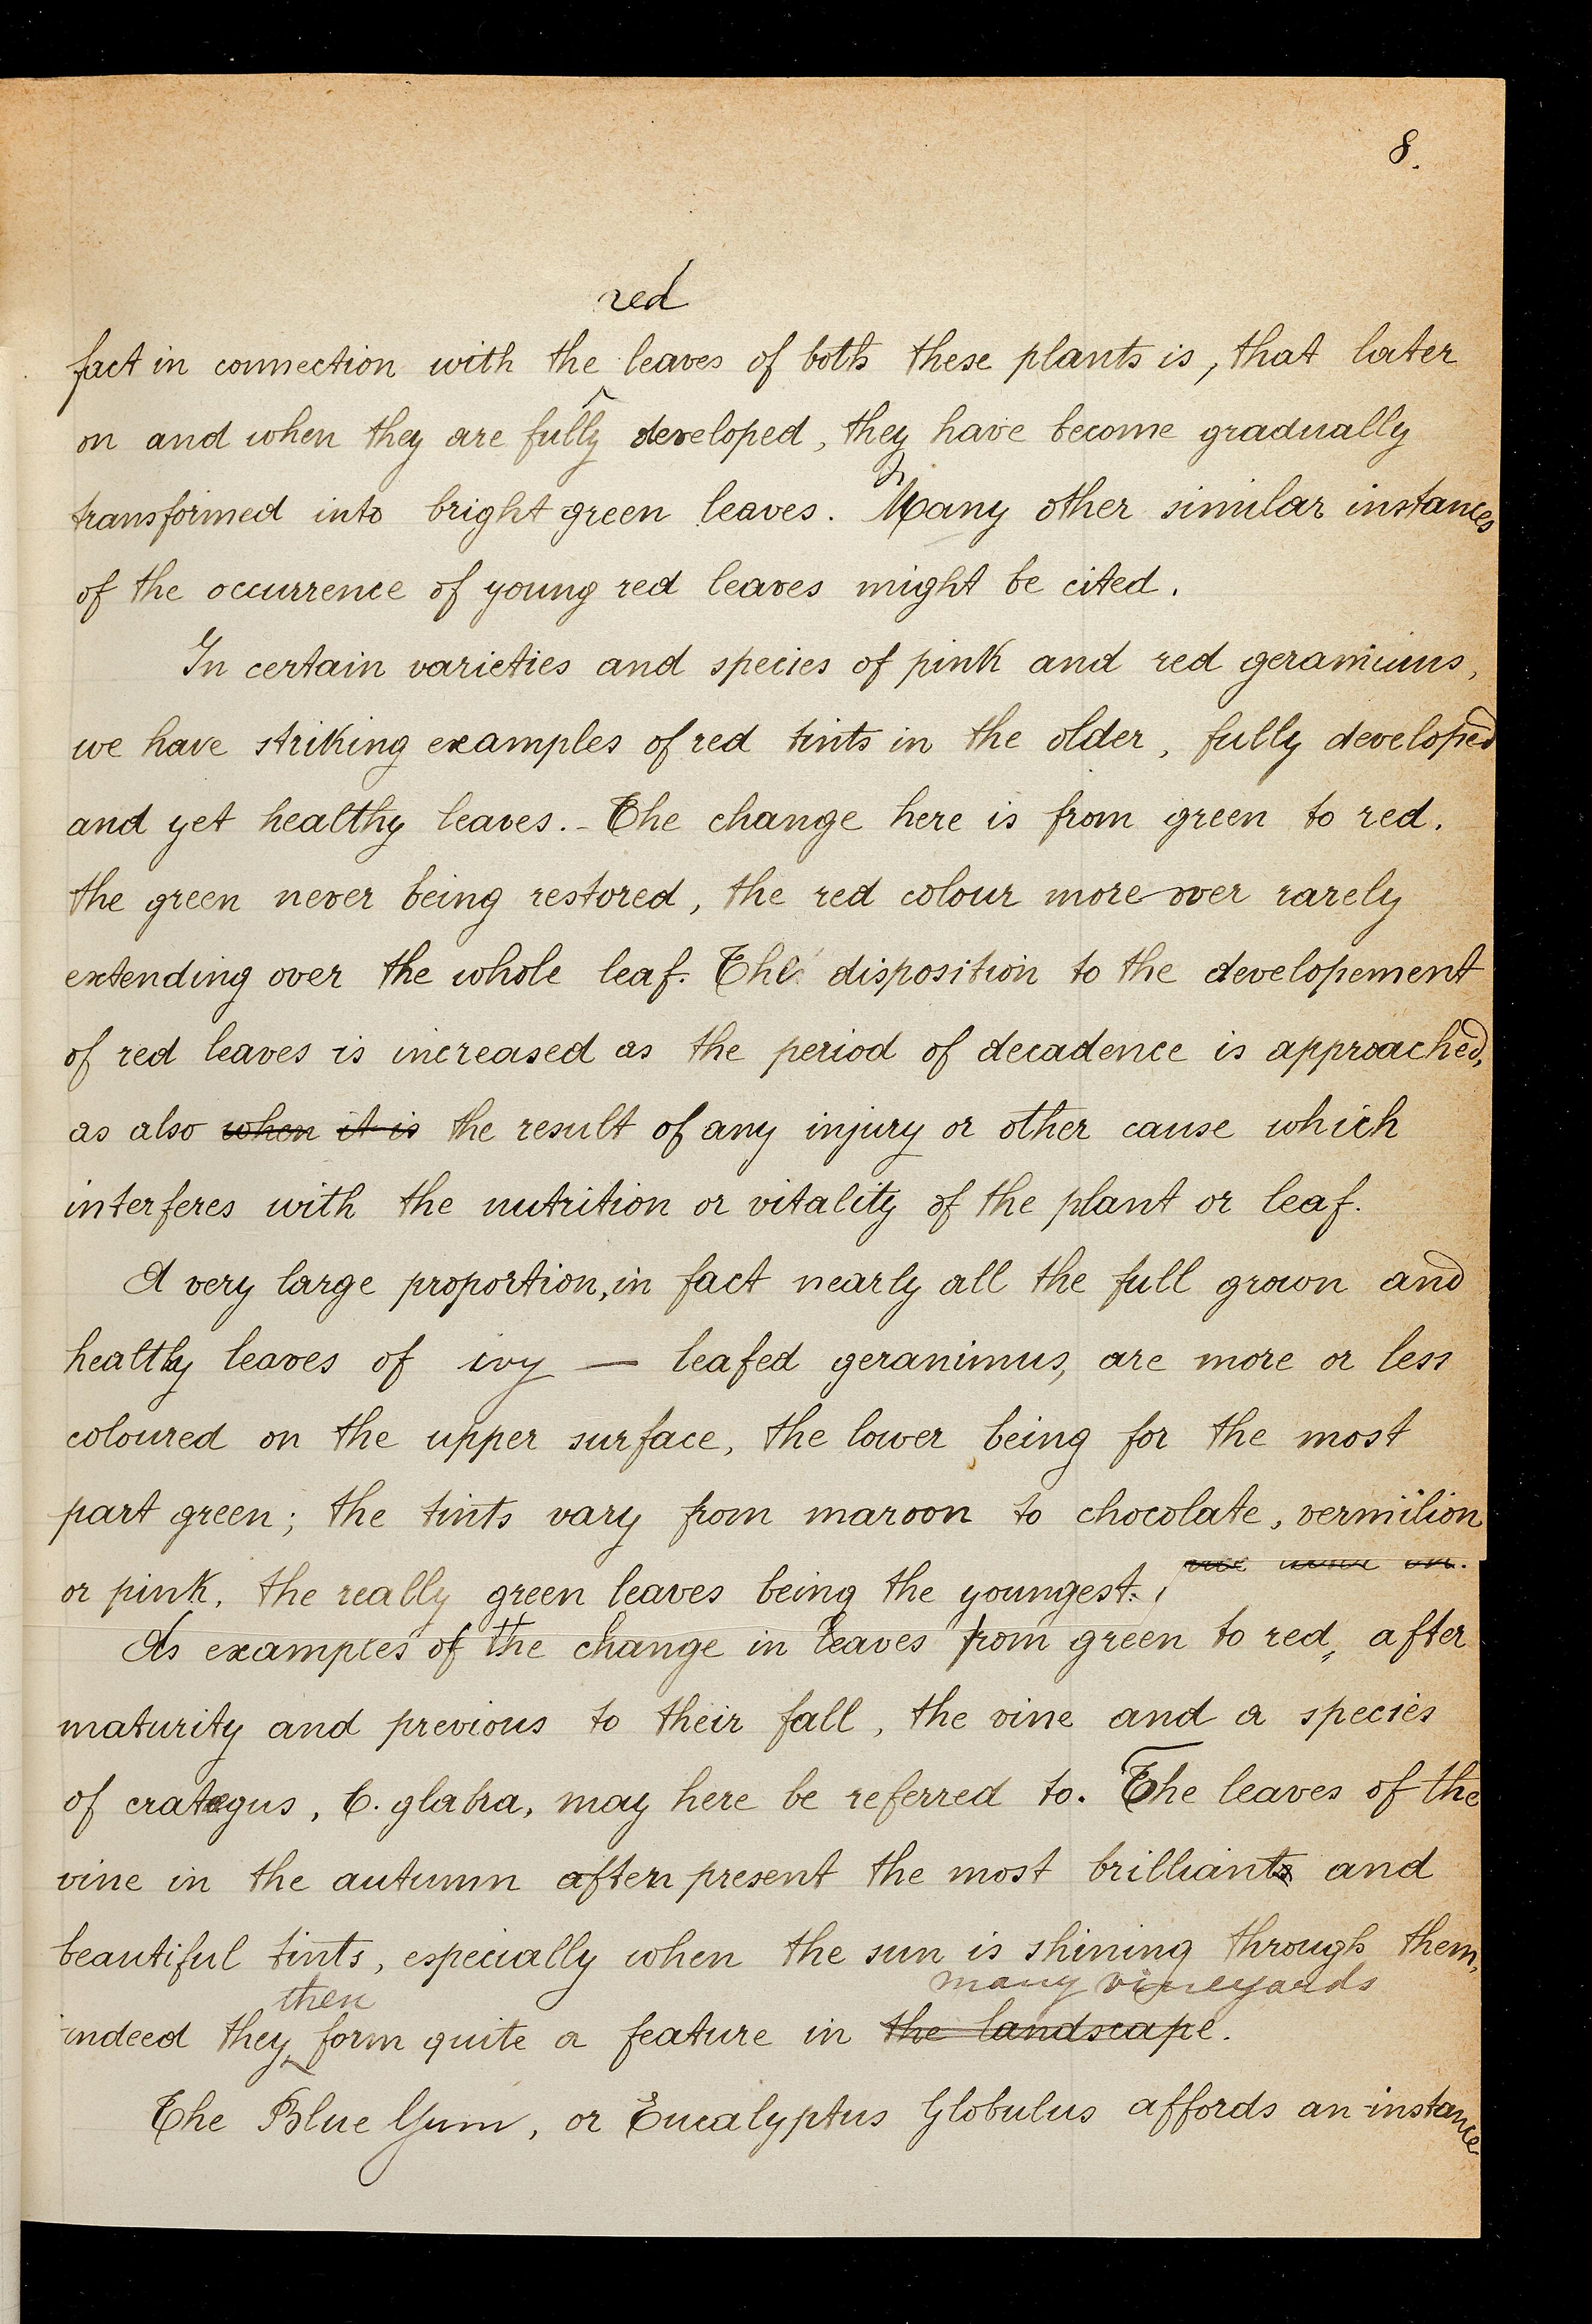 8.
red
fact in connection with the leaves of both these plants is, that later
on and when they are fully developed, they have become gradually
transformed into bright green leaves. Many other similar instances
of the occurrence of young red leaves might be cited.
In certain varieties and species of pink and red geraniums,
we have striking examples of red tints in the older, fully developed
and yet healthy leaves. - The change here is from green to red.
the green never being restored, the red colour more over rarely
extending over the whole leaf. The disposition to the developement
of red leaves is increased as the period of decadence is approached,
as also when it is the result of any injury or other cause which
interferes with the nutrition or vitality of the plant or leaf.
A very large proportion, in fact nearly all the full grown and
healthy leaves of ivy — leafed geranimus, are more or less
coloured on the upper surface, the lower being for the most
part green; the tints vary from maroon to chocolate, vermilion
or pink, the really green leaves being the youngest.
As examples of the change in leaves from green to red, after
maturity and previous to their fall, the vine and a species
of crataegus, C. glabra, may here be referred to. The leaves of the
vine in the autumn often present the most brilliant and
beautiful tints, especially when the sun is shining through them,
then many vineyards
indeed they form quite a feature in the landscape.
The Blue Gum, or Eucalyptus Globulus affords an instance